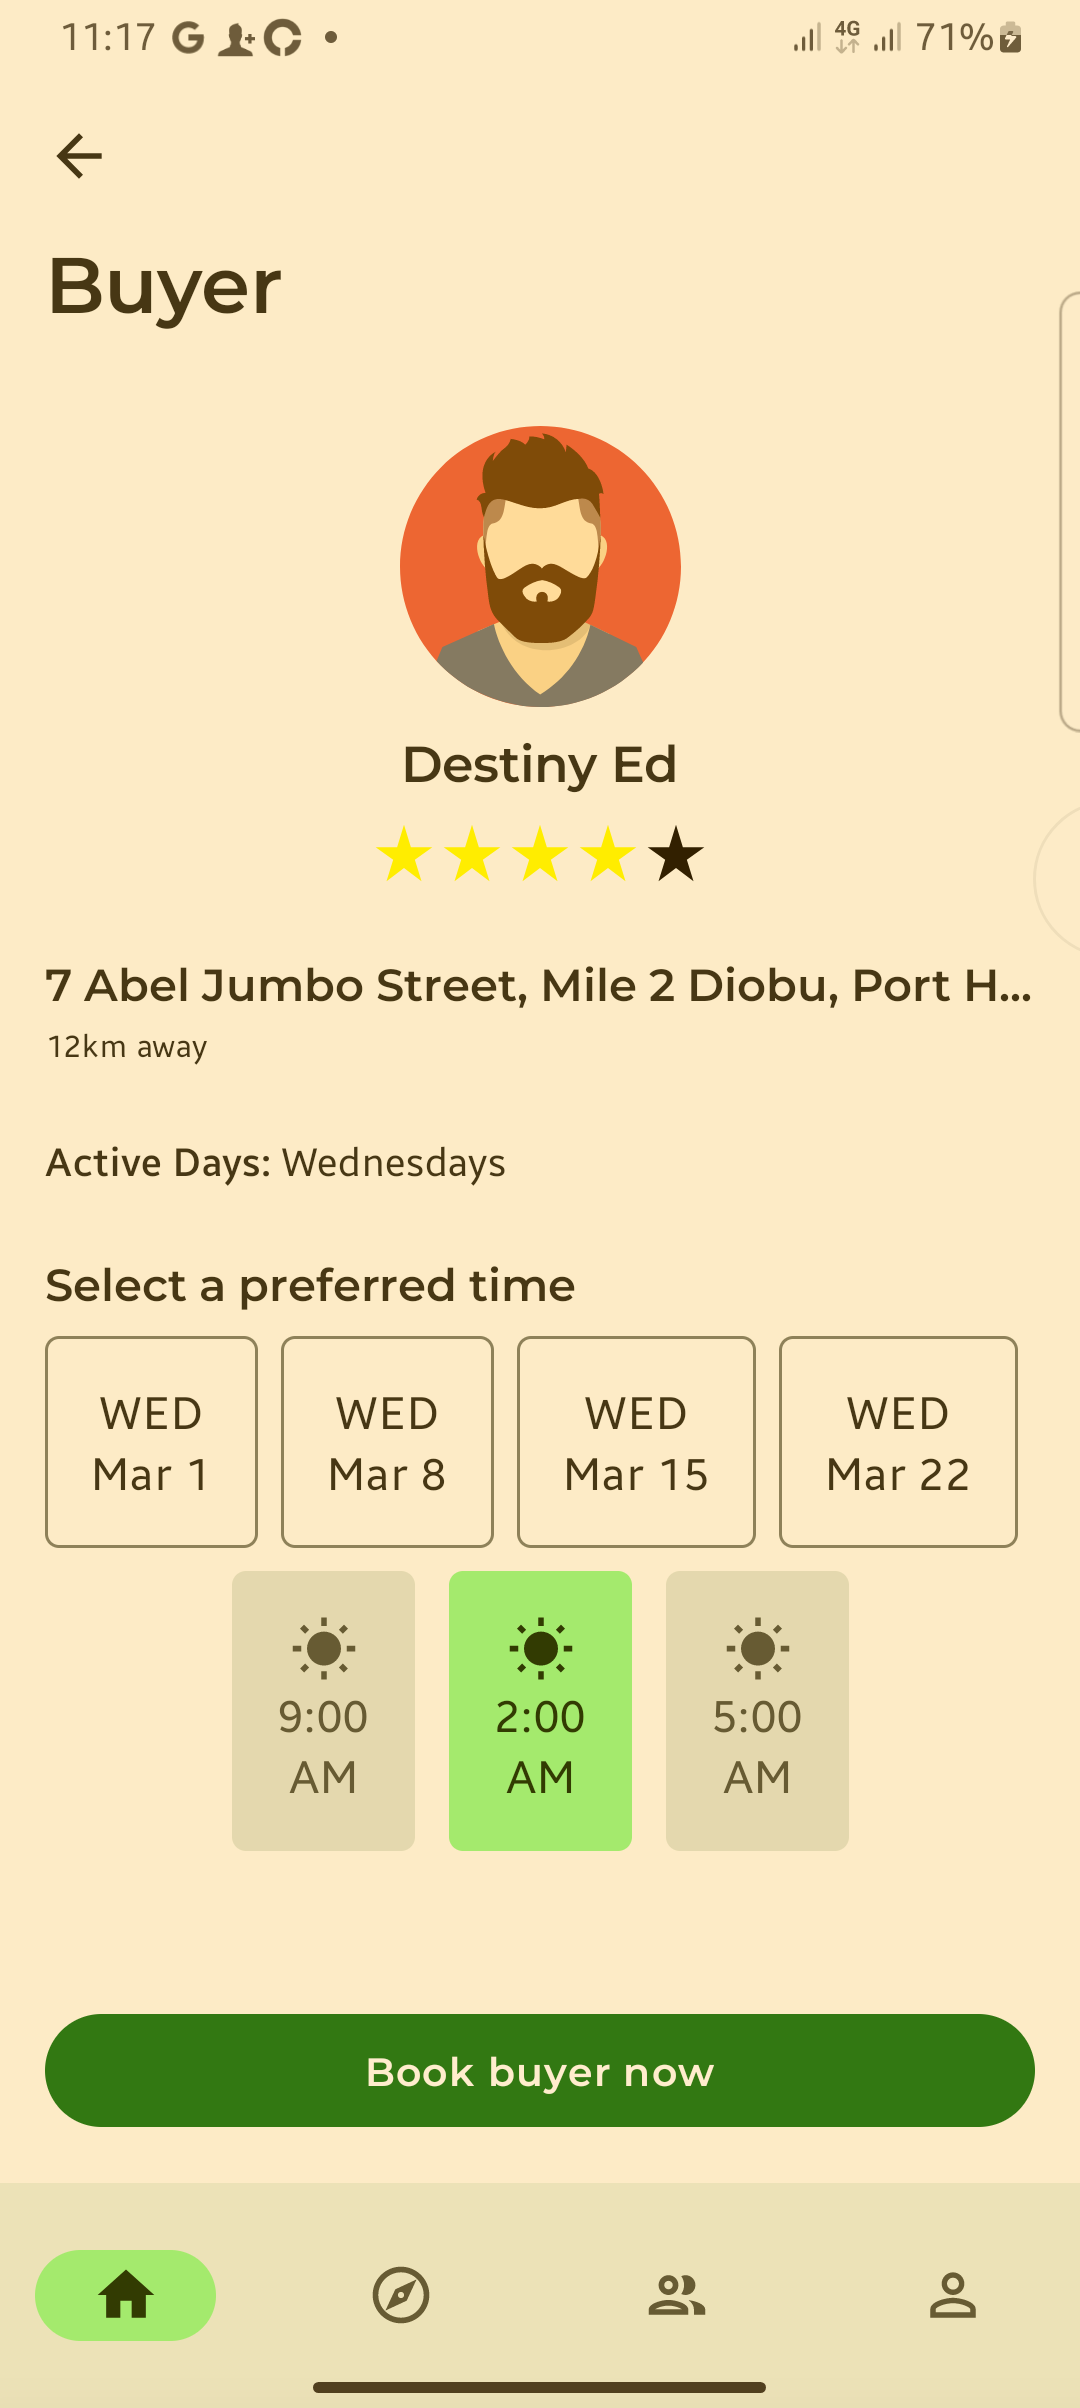 11:17
4G 71%
Buyer
Destiny Ed
7 Abel Jumbo Street, Mile 2 Diobu, Port H...
12km away
Active Days: Wednesdays
Select a preferred time
WED
Mar 1
WED
Mar 8
WED
Mar 15
WED
Mar 22
9:00
AM
2:00
AM
5:00
AM
Book buyer now